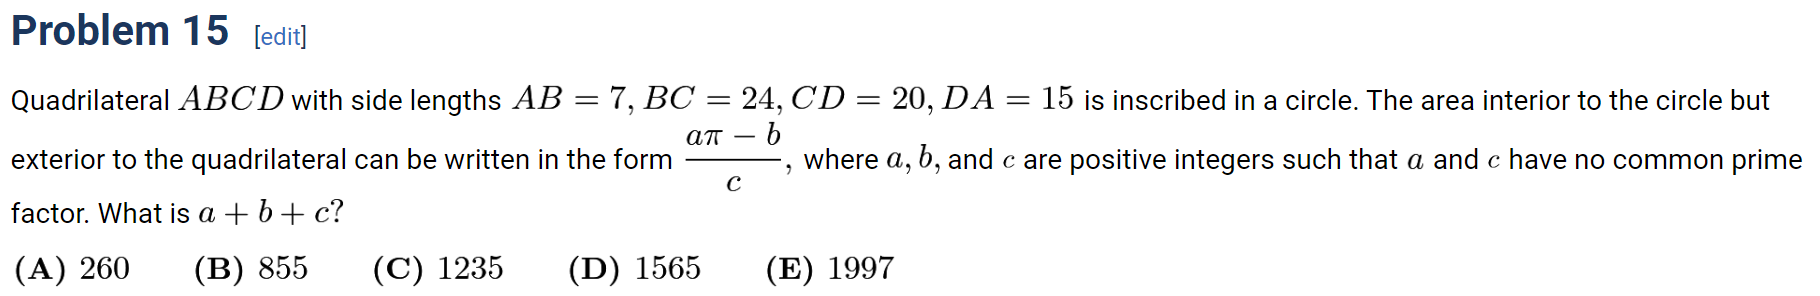 Problem 15 [edit]
Quadrilateral ABCD with side lengths AB = 7, BC = 24, CD = 20, DA = 15 is inscribed in a circle. The area interior to the circle but
exterior to the quadrilateral can be written in the form \frac{aπ − b}{c}, where a, b, and c are positive integers such that a and c have no common prime
factor. What is a + b + c?
(A) 260 (B) 855 (C) 1235 (D) 1565 (E) 1997